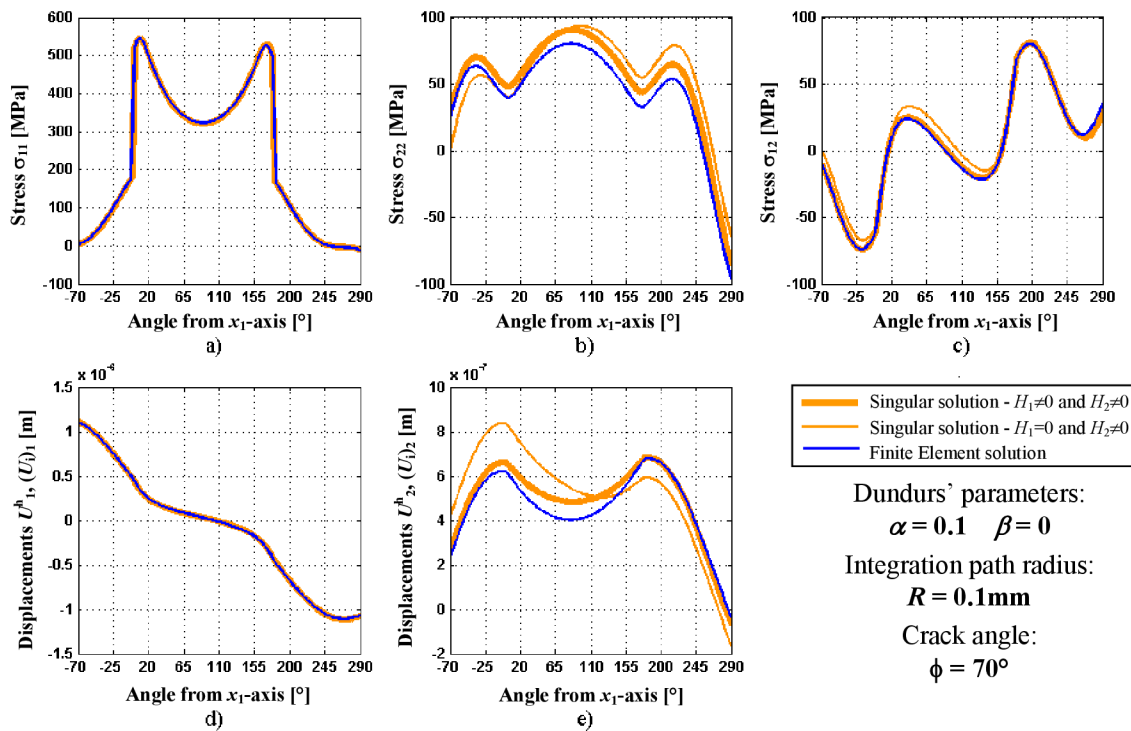 600
500
400
300
200
100
0
-100
Stress σ11 [MPa]
-70 -25 20 65 110 155 200 245 290
Angle from x1-axis [°]
a)
100
50
0
-50
-100
Stress σ22 [MPa]
-70 -25 20 65 110 155 200 245 290
Angle from x1-axis [°]
b)
100
50
0
-50
-100
Stress σ12 [MPa]
-70 -25 20 65 110 155 200 245 290
Angle from x1-axis [°]
c)
x 10-6
1.5
1
0.5
0
-0.5
-1
-1.5
Displacements Uh1, (Ui)1 [m]
-70 -25 20 65 110 155 200 245 290
Angle from x1-axis [°]
d)
x 10-7
10
8
6
4
2
0
-2
Displacements Uh2, (Ui)2 [m]
-70 -25 20 65 110 155 200 245 290
Angle from x1-axis [°]
e)
Singular solution - H1≠0 and H2≠0
Singular solution - H1=0 and H2≠0
Finite Element solution
Dundurs' parameters:
α = 0.1 β = 0
Integration path radius:
R = 0.1mm
Crack angle:
ϕ = 70°